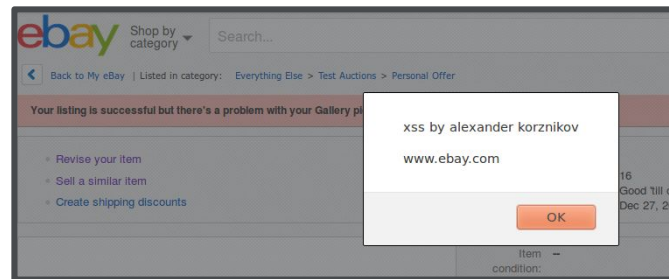 ebay
Shop by
category
Search...
Back to My eBay | Listed in category: Everything Else > Test Auctions > Personal Offer
Your listing is successful but there's a problem with your Gallery
xss by alexander korznikov
www.ebay.com
OK
Revise your item
Sell a similar item
Create shipping discounts
16
Good 'till
Dec 27, 2
Item
condition:
--